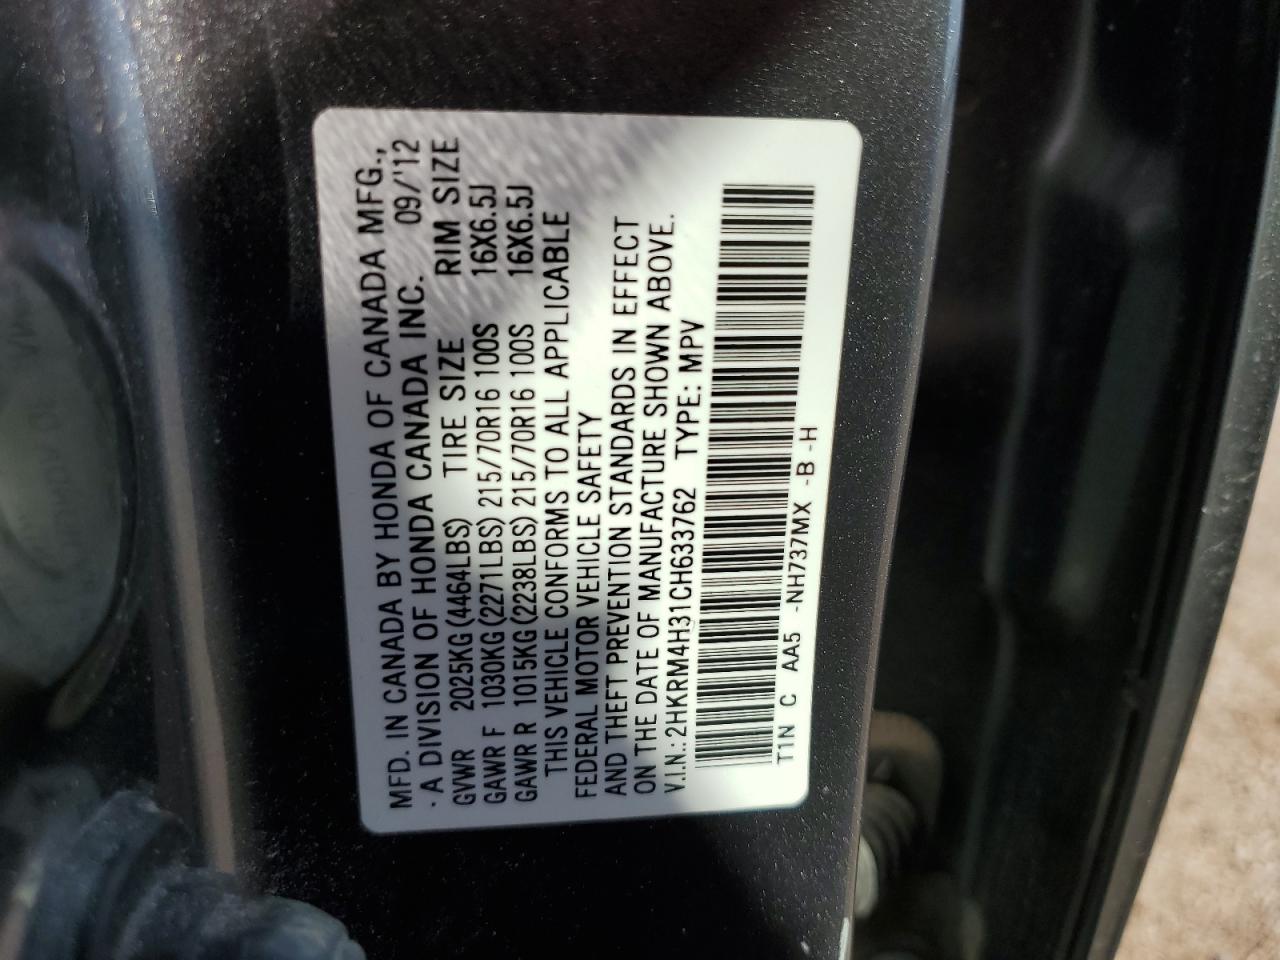 MFD. IN CANADA BY HONDA OF CANADA MFG.,
· A DIVISION OF HONDA CANADA INC. 09/'12
GVWR 2025KG (4464LBS) TIRE SIZE RIM SIZE
GAWR F 1030KG (2271LBS) 215/70R16 100S 16X6.5J
GAWR R 1015KG (2238LBS) 215/70R16 100S 16X6.5J
THIS VEHICLE CONFORMS TO ALL APPLICABLE
FEDERAL MOTOR VEHICLE SAFETY
AND THEFT PREVENTION STANDARDS IN EFFECT
ON THE DATE OF MANUFACTURE SHOWN ABOVE.
V.I.N.: 2HKRM4H31CH633762 TYPE: MPV
T1N C AA5 -NH737MX -B -H